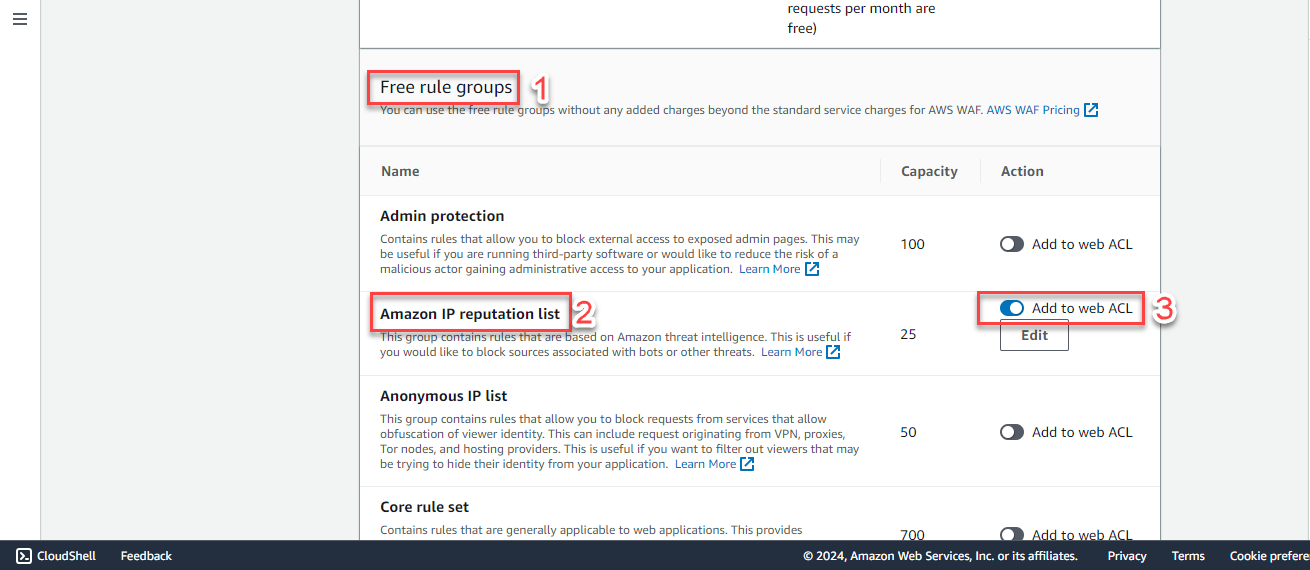 requests per month are
free)
Free rule groups 1
You can use the free rule groups without any added charges beyond the standard service charges for AWS WAF. AWS WAF Pricing
Name Capacity Action
Admin protection
Contains rules that allow you to block external access to exposed admin pages. This may
be useful if you are running third-party software or would like to reduce the risk of a
malicious actor gaining administrative access to your application. Learn More
100 Add to web ACL
Amazon IP reputation list 2
This group contains rules that are based on Amazon threat intelligence. This is useful if
you would like to block sources associated with bots or other threats. Learn More
25 Add to web ACL 3
Edit
Anonymous IP list
This group contains rules that allow you to block requests from services that allow
obfuscation of viewer identity. This can include request originating from VPN, proxies,
Tor nodes, and hosting providers. This is useful if you want to filter out viewers that may
be trying to hide their identity from your application. Learn More
50 Add to web ACL
Core rule set
Contains rules that are generally applicable to web applications. This provides
700 Add to web ACL
CloudShell Feedback © 2024, Amazon Web Services, Inc. or its affiliates. Privacy Terms Cookie prefere